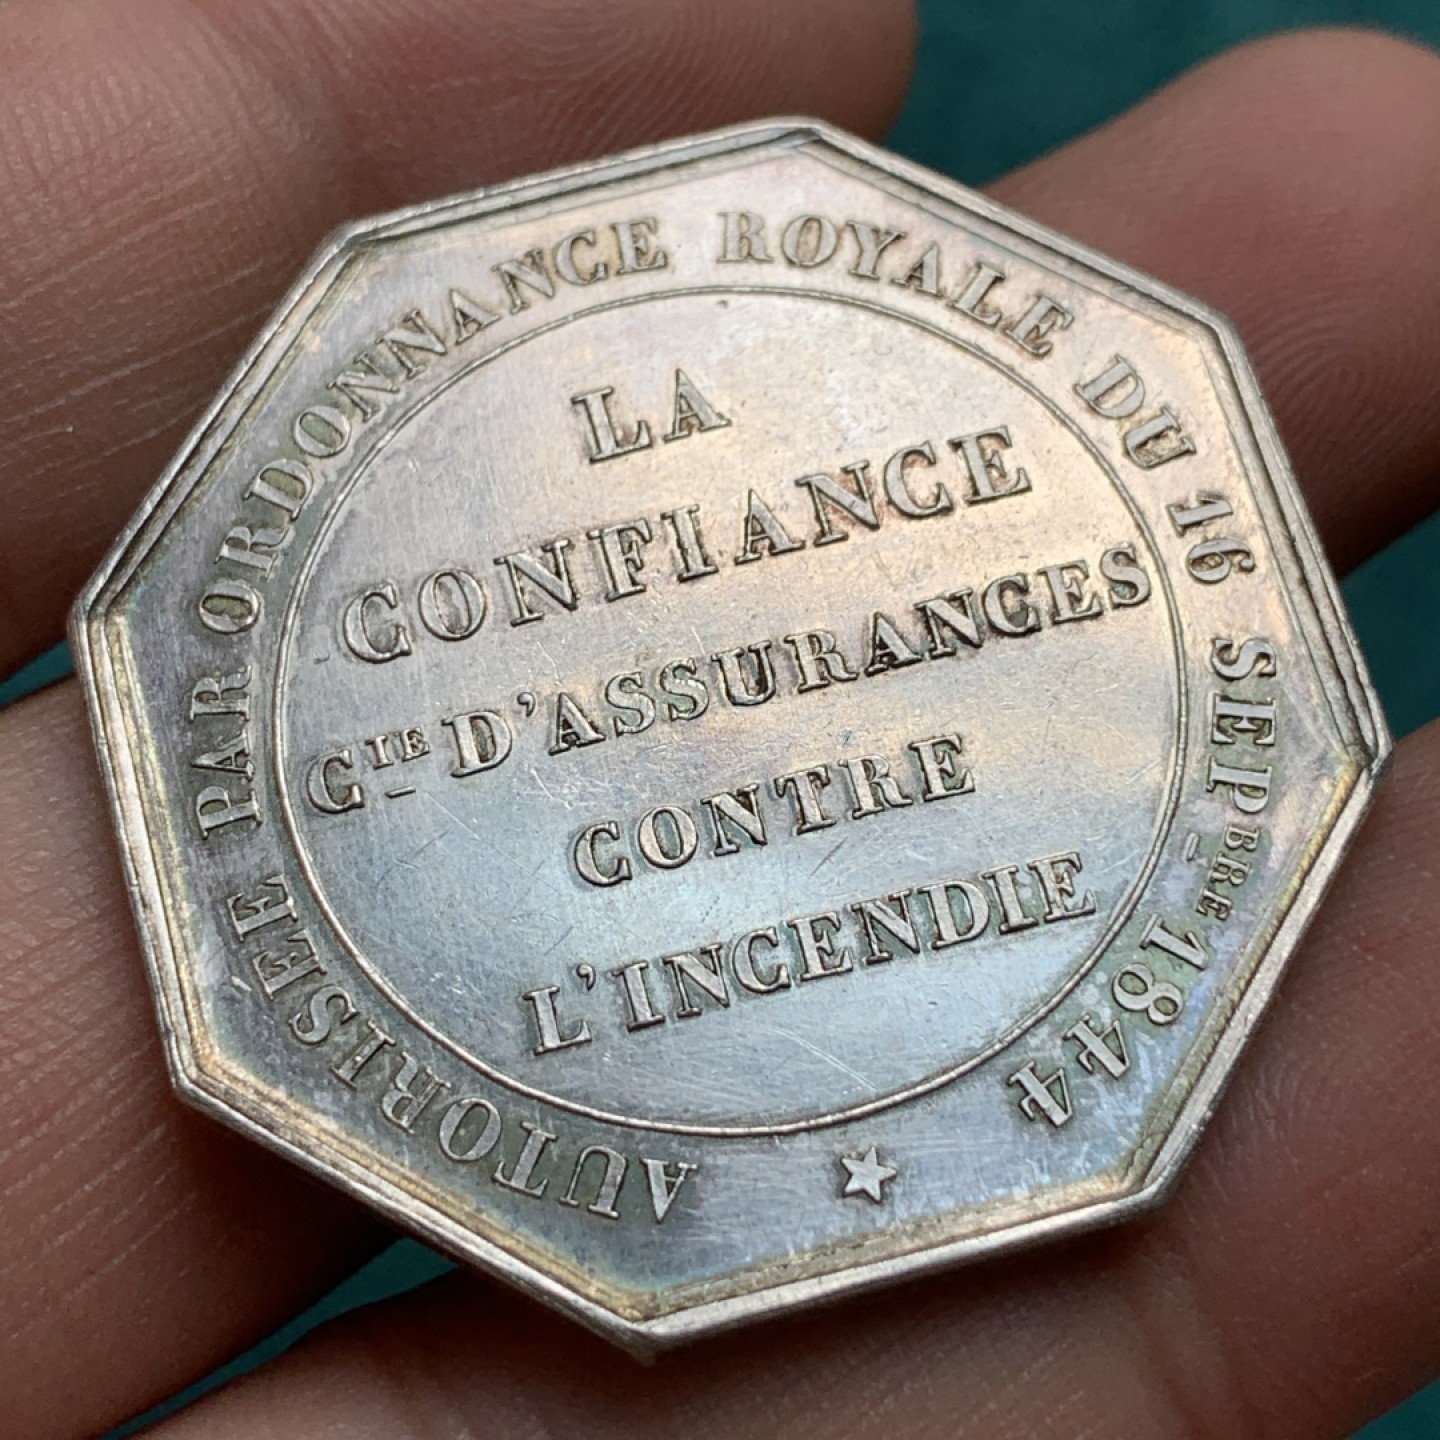 AUTORISÉE PAR ORDONNANCE ROYALE DU 16 SEPBRE 1844
LA
CONFIANCE
CIE D'ASSURANCES
CONTRE
L'INCENDIE